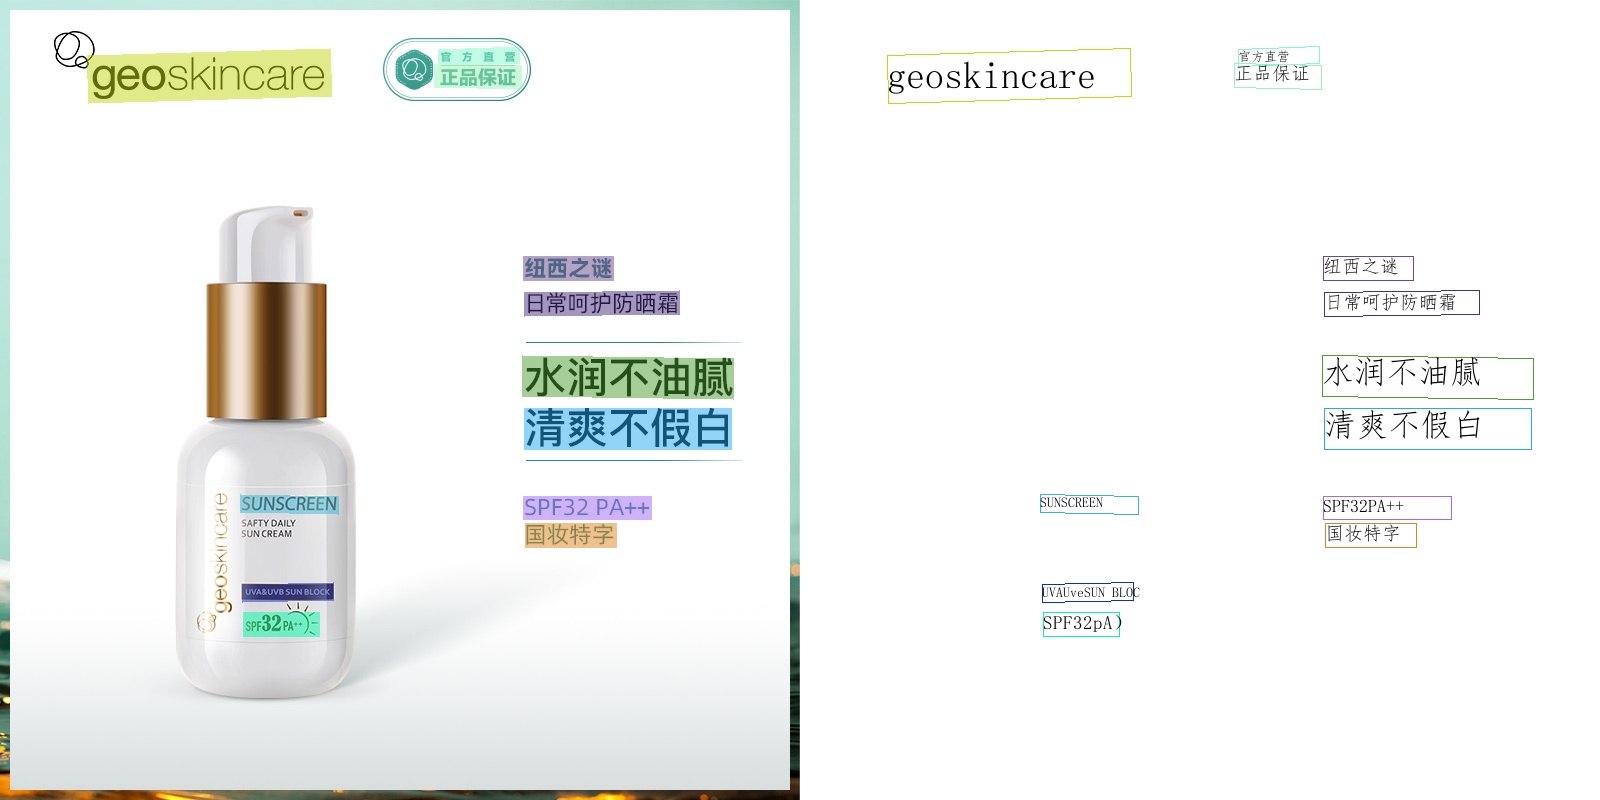 geoskincare
官方直营
正品保证
纽西之谜
日常呵护防晒霜
水润不油腻
清爽不假白
SPF32 PA++
国妆特字
geoskincare
SUNSCREEN
SAFTY DAILY
SUN CREAM
UVA&UVB SUN BLOCK
SPF32 PA++
geoskincare
官方直营
正品保证
纽西之谜
日常呵护防晒霜
水润不油腻
清爽不假白
SUNSCREEN
SPF32PA++
国妆特字
UVAUveSUN BLOC
SPF32pA)